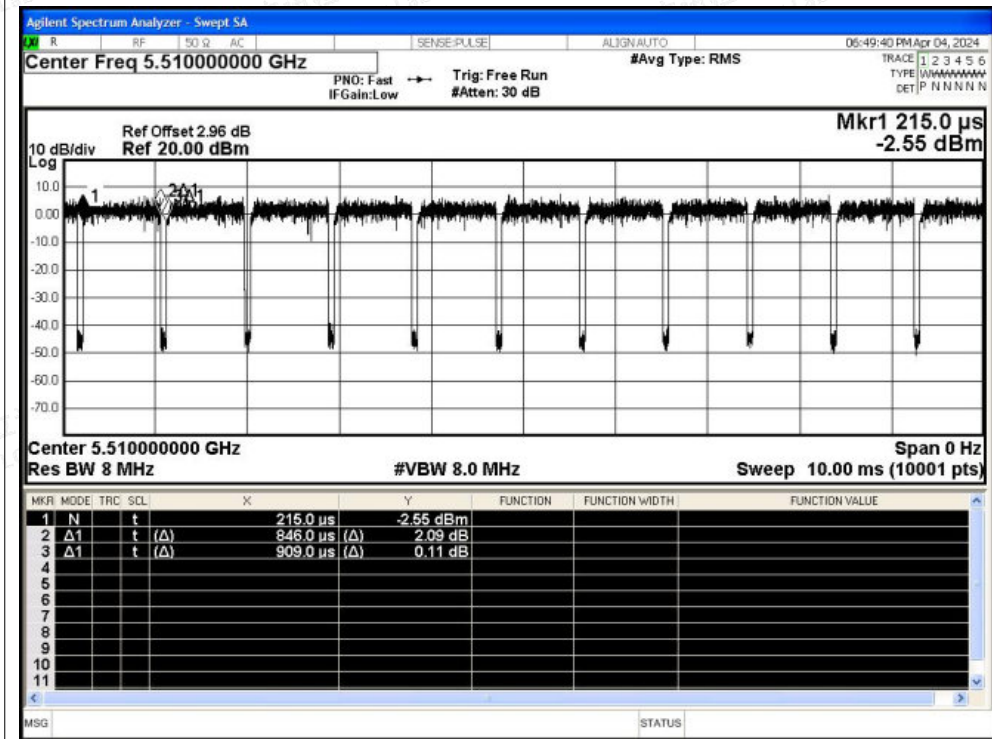 Agilent Spectrum Analyzer - Swept SA
LXI R RF 50 Ω AC SENSE:PULSE ALIGNAUTO 06:49:40 PM Apr 04, 2024
Center Freq 5.510000000 GHz #Avg Type: RMS TRACE 1 2 3 4 5 6
PNO: Fast Trig: Free Run TYPE WWWWWW
IFGain:Low #Atten: 30 dB DET P N N N N N
Mkr1 215.0 µs
Ref Offset 2.96 dB
10 dB/div Ref 20.00 dBm -2.55 dBm
Log
10.0
1 2Δ1
0.00
-10.0
-20.0
-30.0
-40.0
-50.0
-60.0
-70.0
Center 5.510000000 GHz Span 0 Hz
Res BW 8 MHz #VBW 8.0 MHz Sweep 10.00 ms (10001 pts)
MKR MODE TRC SCL X Y FUNCTION FUNCTION WIDTH FUNCTION VALUE
1 N t 215.0 µs -2.55 dBm
2 Δ1 t (Δ) 846.0 µs (Δ) 2.09 dB
3 Δ1 t (Δ) 909.0 µs (Δ) 0.11 dB
4
5
6
7
8
9
10
11
MSG STATUS